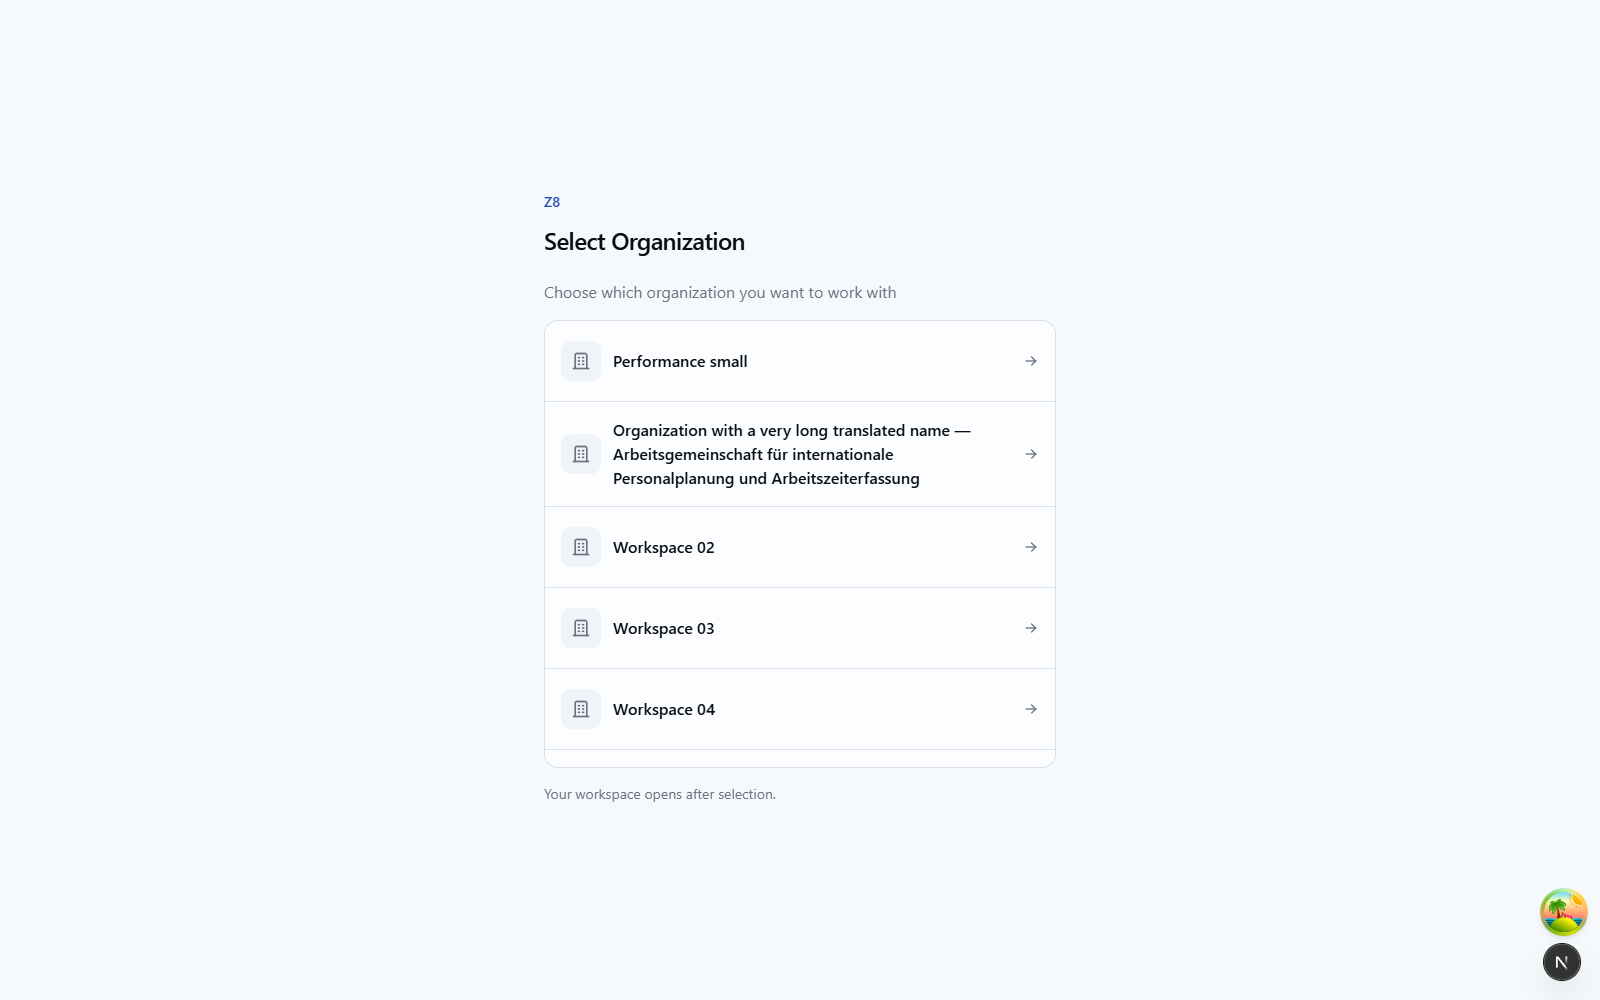 Z8
Select Organization
Choose which organization you want to work with
Performance small
Organization with a very long translated name —
Arbeitsgemeinschaft für internationale
Personalplanung und Arbeitszeiterfassung
Workspace 02
Workspace 03
Workspace 04
Your workspace opens after selection.
N